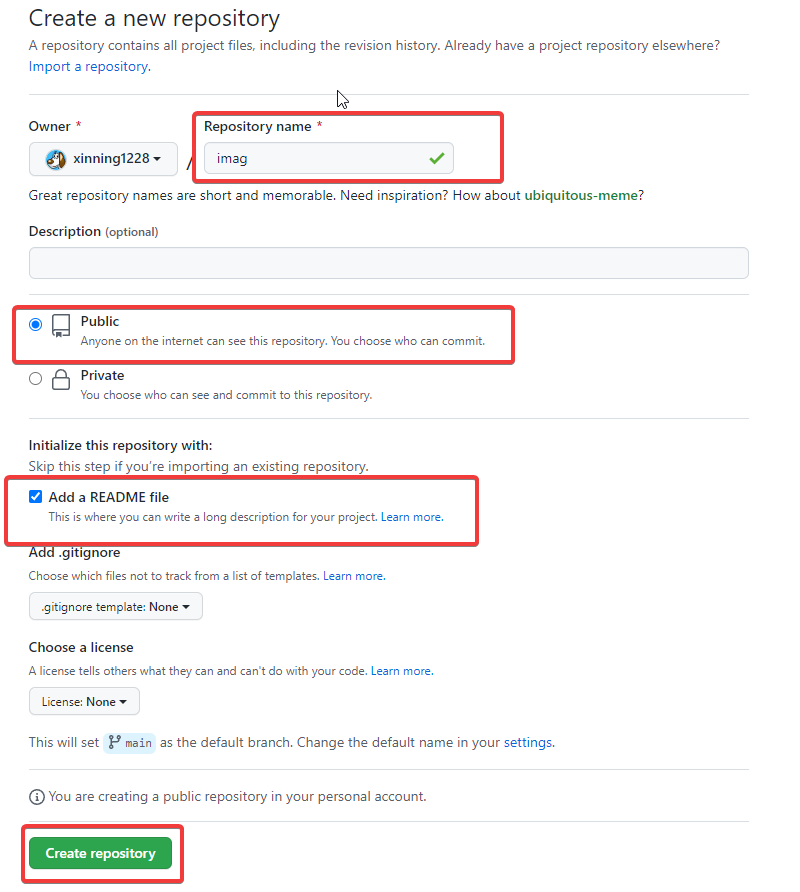 Create a new repository
A repository contains all project files, including the revision history. Already have a project repository elsewhere?
Import a repository.
Owner *
Repository name *
xinning1228
/
imag
Great repository names are short and memorable. Need inspiration? How about ubiquitous-meme?
Description (optional)
Public
Anyone on the internet can see this repository. You choose who can commit.
Private
You choose who can see and commit to this repository.
Initialize this repository with:
Skip this step if you're importing an existing repository.
Add a README file
This is where you can write a long description for your project. Learn more.
Add .gitignore
Choose which files not to track from a list of templates. Learn more.
.gitignore template: None
Choose a license
A license tells others what they can and can't do with your code. Learn more.
License: None
This will set main as the default branch. Change the default name in your settings.
You are creating a public repository in your personal account.
Create repository